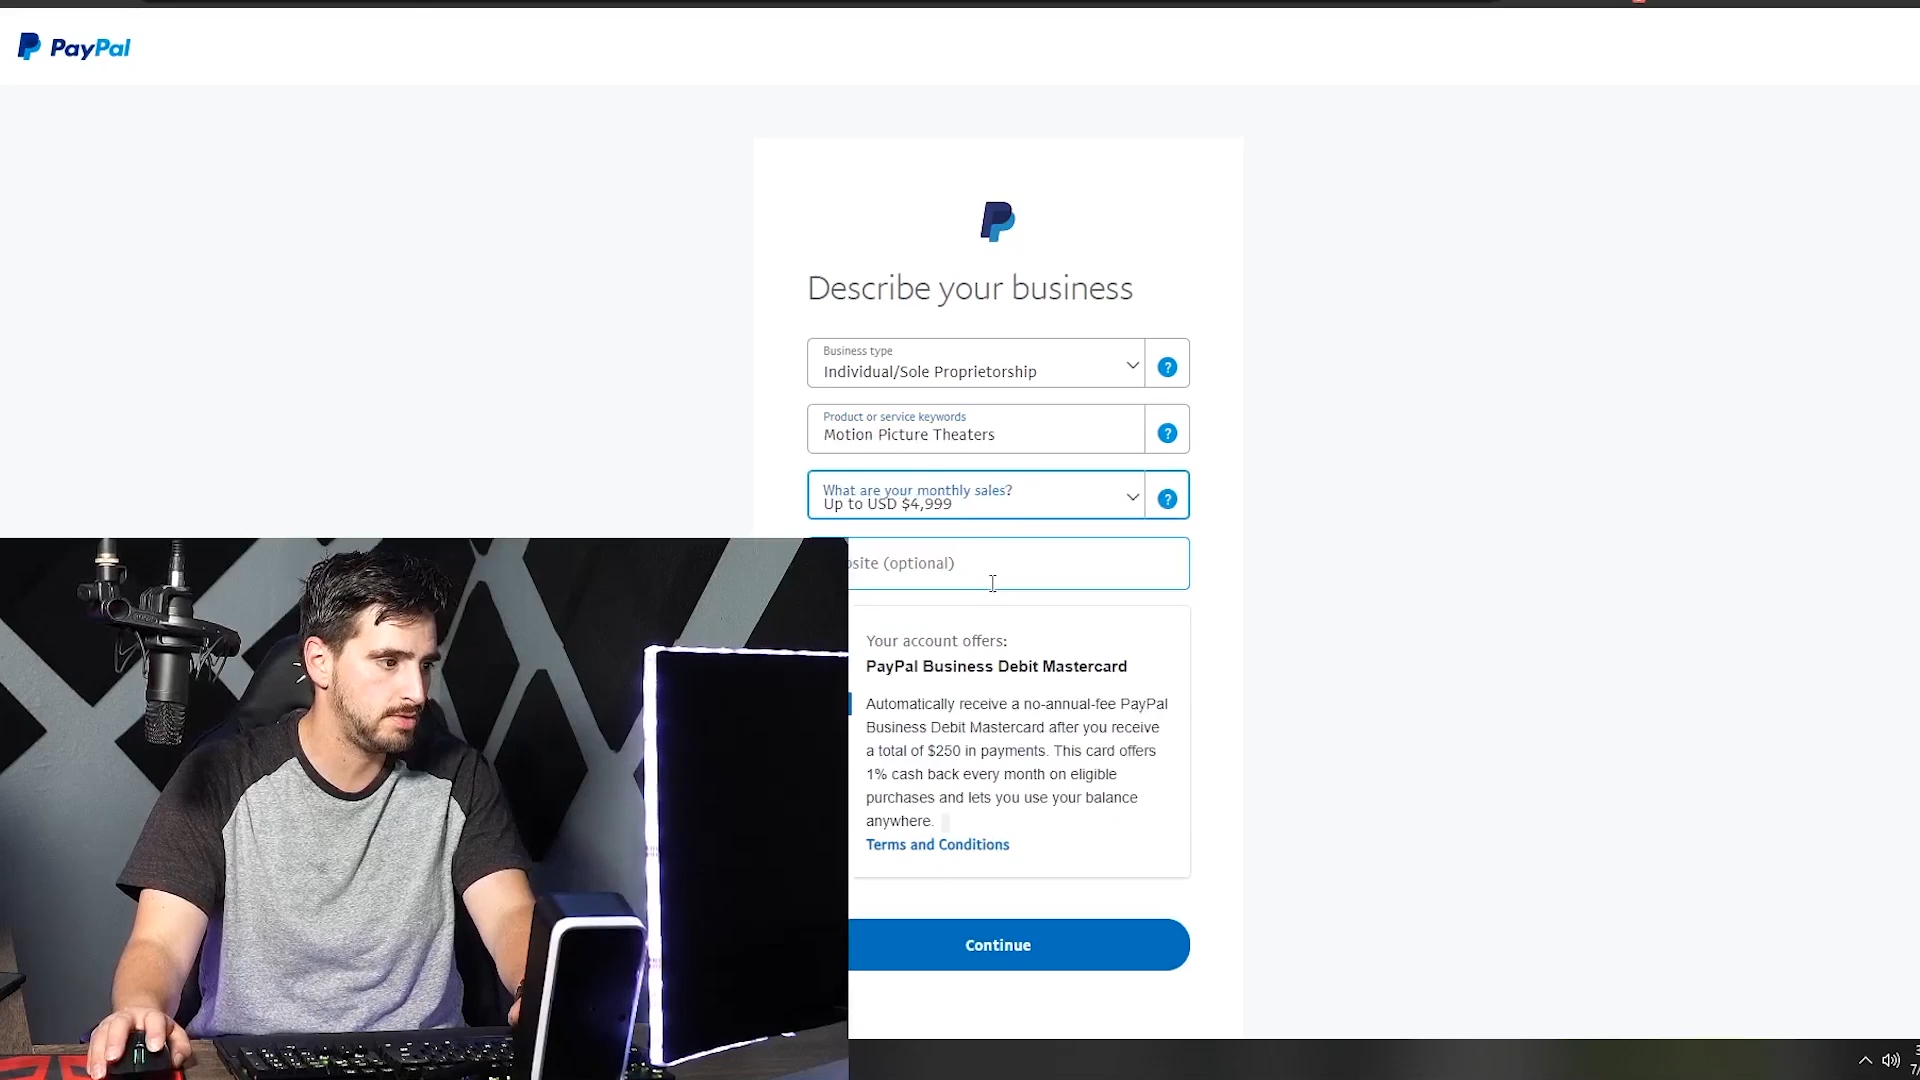 PayPal
Describe your business
Business type
Individual/Sole Proprietorship
?
Product or service keywords
Motion Picture Theaters
?
What are your monthly sales?
Up to USD $4,999
?
(optional)
Your account offers:
PayPal Business Debit Mastercard
Automatically receive a no-annual-fee PayPal
Business Debit Mastercard after you receive
a total of $250 in payments. This card offers
1% cash back every month on eligible
purchases and lets you use your balance
anywhere.
Terms and Conditions
Continue